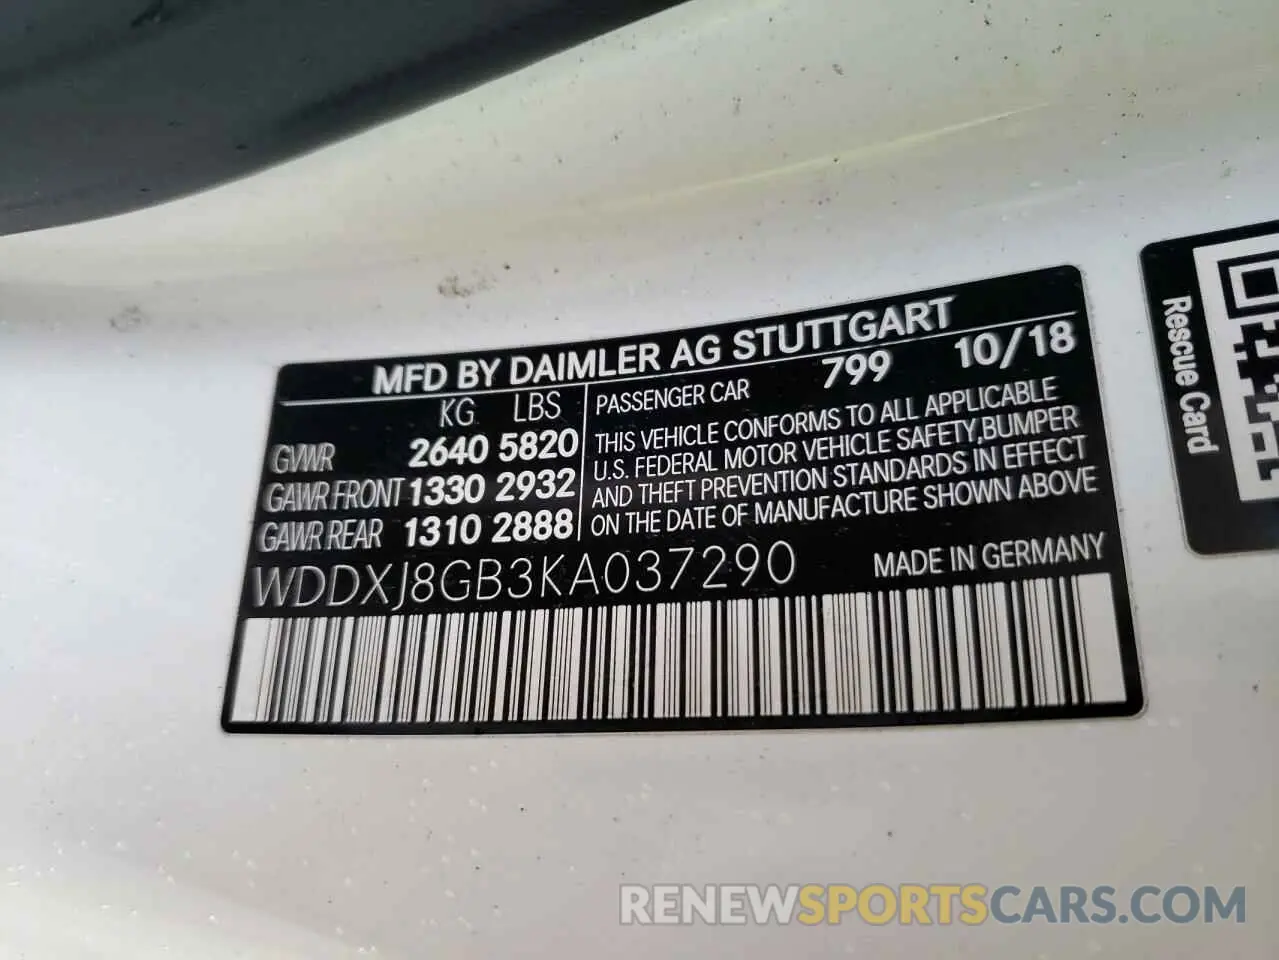 MFD BY DAIMLER AG STUTTGART
KG LBS
GVWR 2640 5820
GAWR FRONT 1330 2932
GAWR REAR 1310 2888
PASSENGER CAR 799 10/18
THIS VEHICLE CONFORMS TO ALL APPLICABLE
U.S. FEDERAL MOTOR VEHICLE SAFETY, BUMPER
AND THEFT PREVENTION STANDARDS IN EFFECT
ON THE DATE OF MANUFACTURE SHOWN ABOVE
WDDXJ8GB3KA037290 MADE IN GERMANY
Rescue Card
RENEWSPORTSCARS.COM